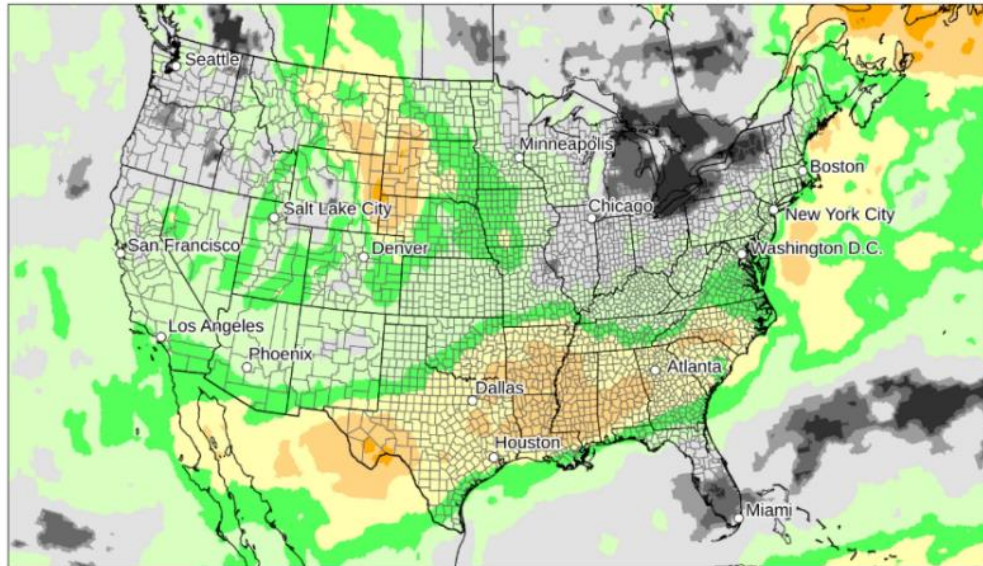 Seattle
Minneapolis
Boston
Chicago
New York City
Salt Lake City
San Francisco
Denver
Washington D.C.
Los Angeles
Phoenix
Atlanta
Dallas
Houston
Miami